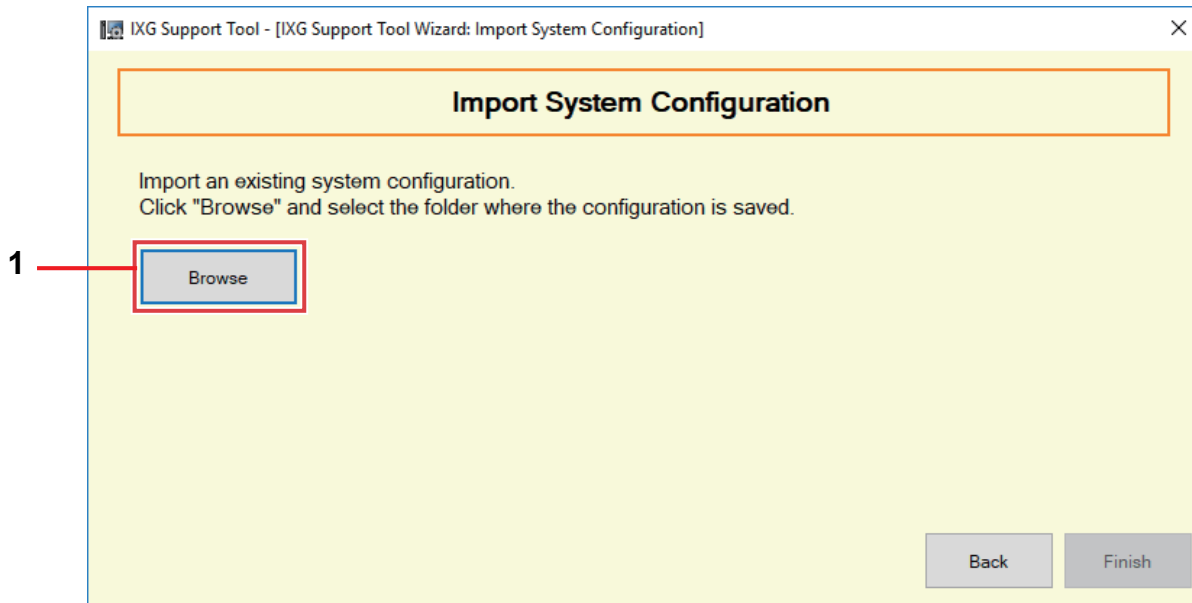 IXG Support Tool - [IXG Support Tool Wizard: Import System Configuration]
Import System Configuration
Import an existing system configuration.
Click "Browse" and select the folder where the configuration is saved.
1
Browse
Back
Finish